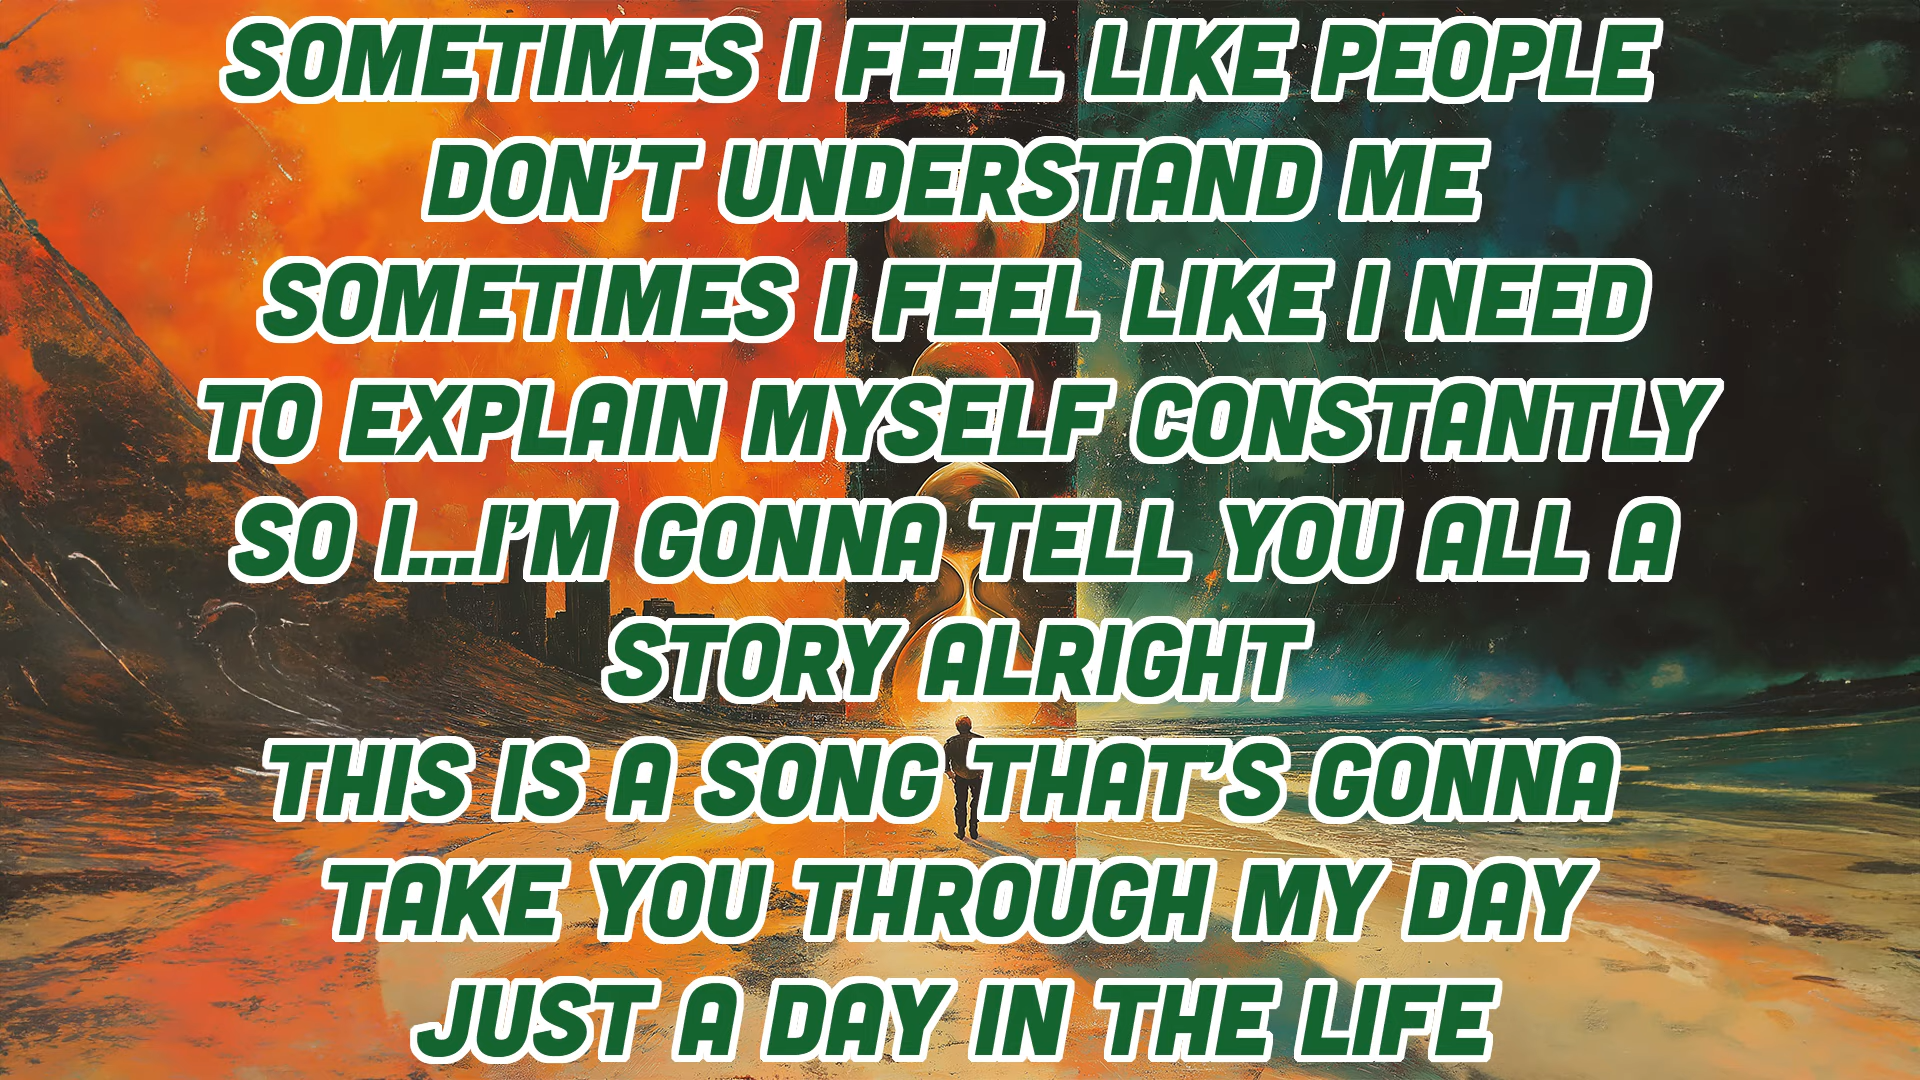 SOMETIMES I FEEL LIKE PEOPLE
DON'T UNDERSTAND ME
SOMETIMES I FEEL LIKE I NEED
TO EXPLAIN MYSELF CONSTANTLY
SO I...I'M GONNA TELL YOU ALL A
STORY ALRIGHT
THIS IS A SONG THAT'S GONNA
TAKE YOU THROUGH MY DAY
JUST A DAY IN THE LIFE